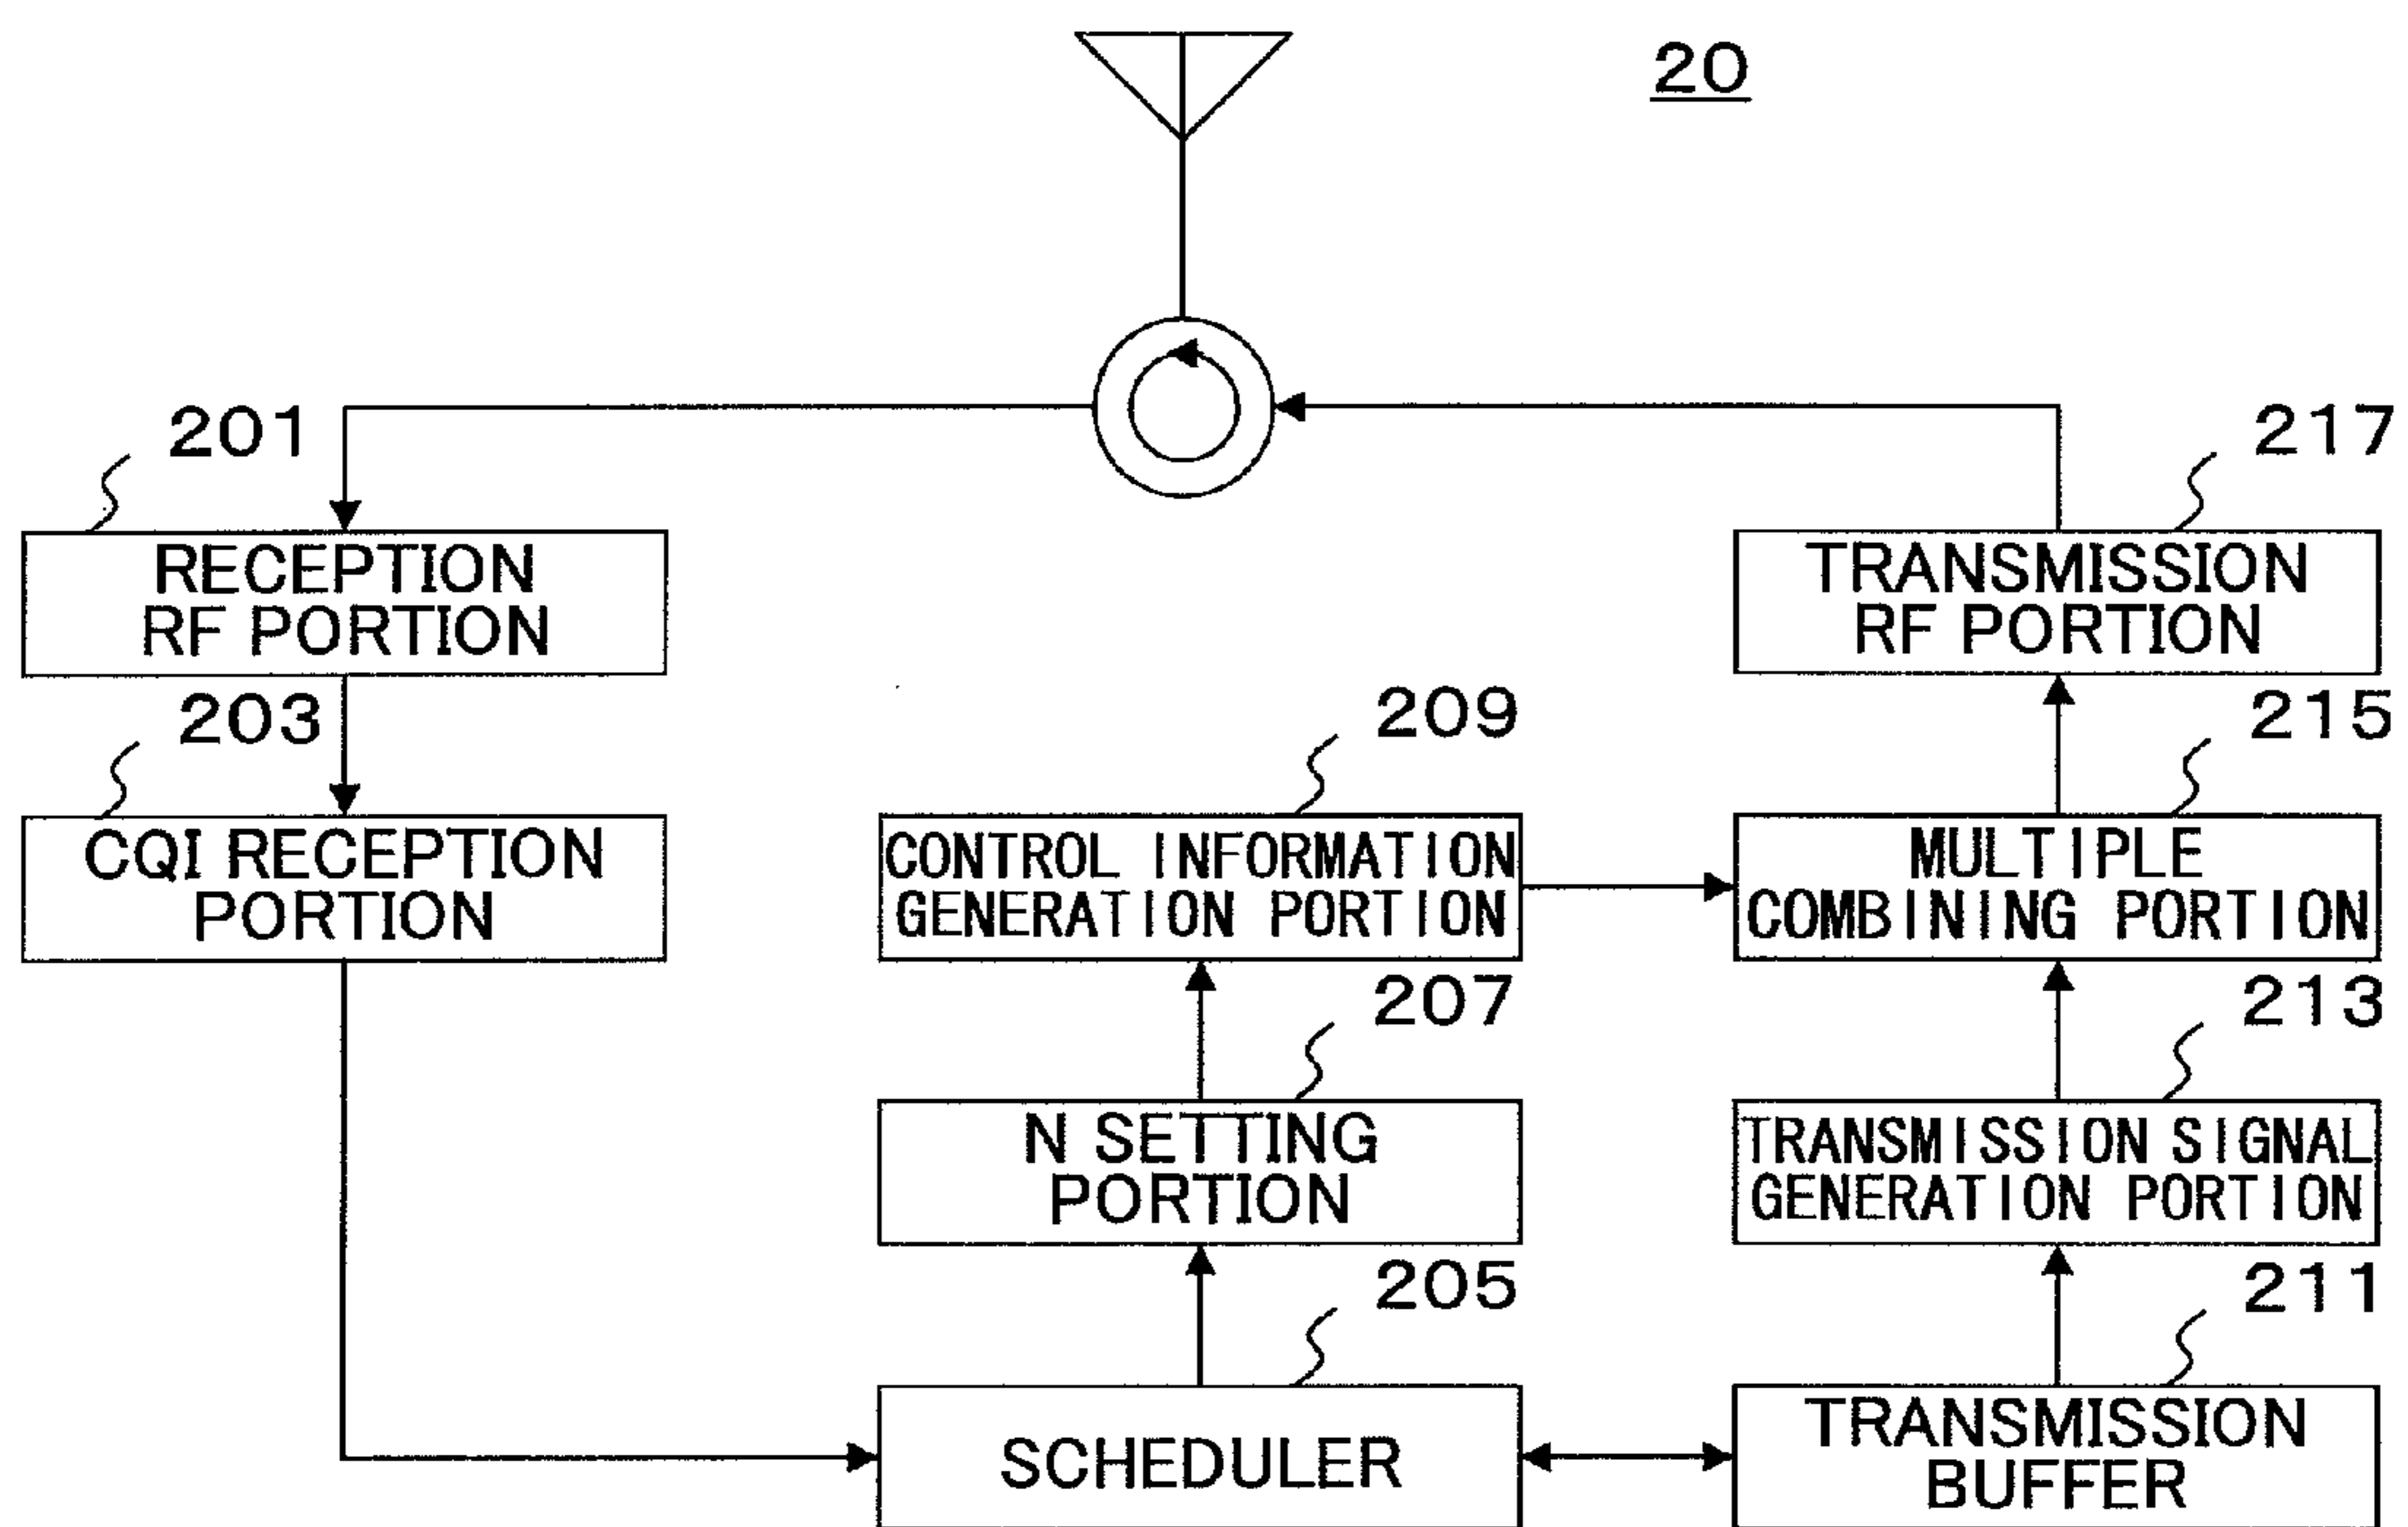 20
201
217
RECEPTION
RF PORTION
TRANSMISSION
RF PORTION
203
209
215
CQI RECEPTION
PORTION
CONTROL INFORMATION
GENERATION PORTION
MULTIPLE
COMBINING PORTION
207
213
N SETTING
PORTION
TRANSMISSION SIGNAL
GENERATION PORTION
205
211
SCHEDULER
TRANSMISSION
BUFFER